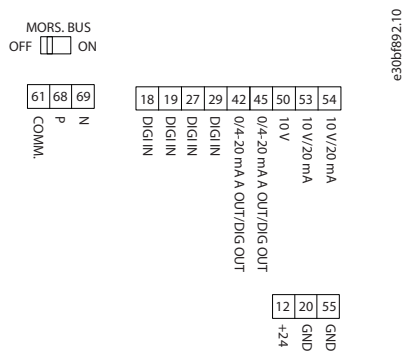 MORS. BUS
OFF ON
61 68 69
COMM.
P
N
18 19 27 29 42 45 50 53 54
DIGI IN
DIGI IN
DIGI IN
DIGI IN
0/4-20 mA A OUT/DIG OUT
0/4-20 mA A OUT/DIG OUT
10 V
10 V/20 mA
10 V/20 mA
12 20 55
+24
GND
GND
e30bf892.10